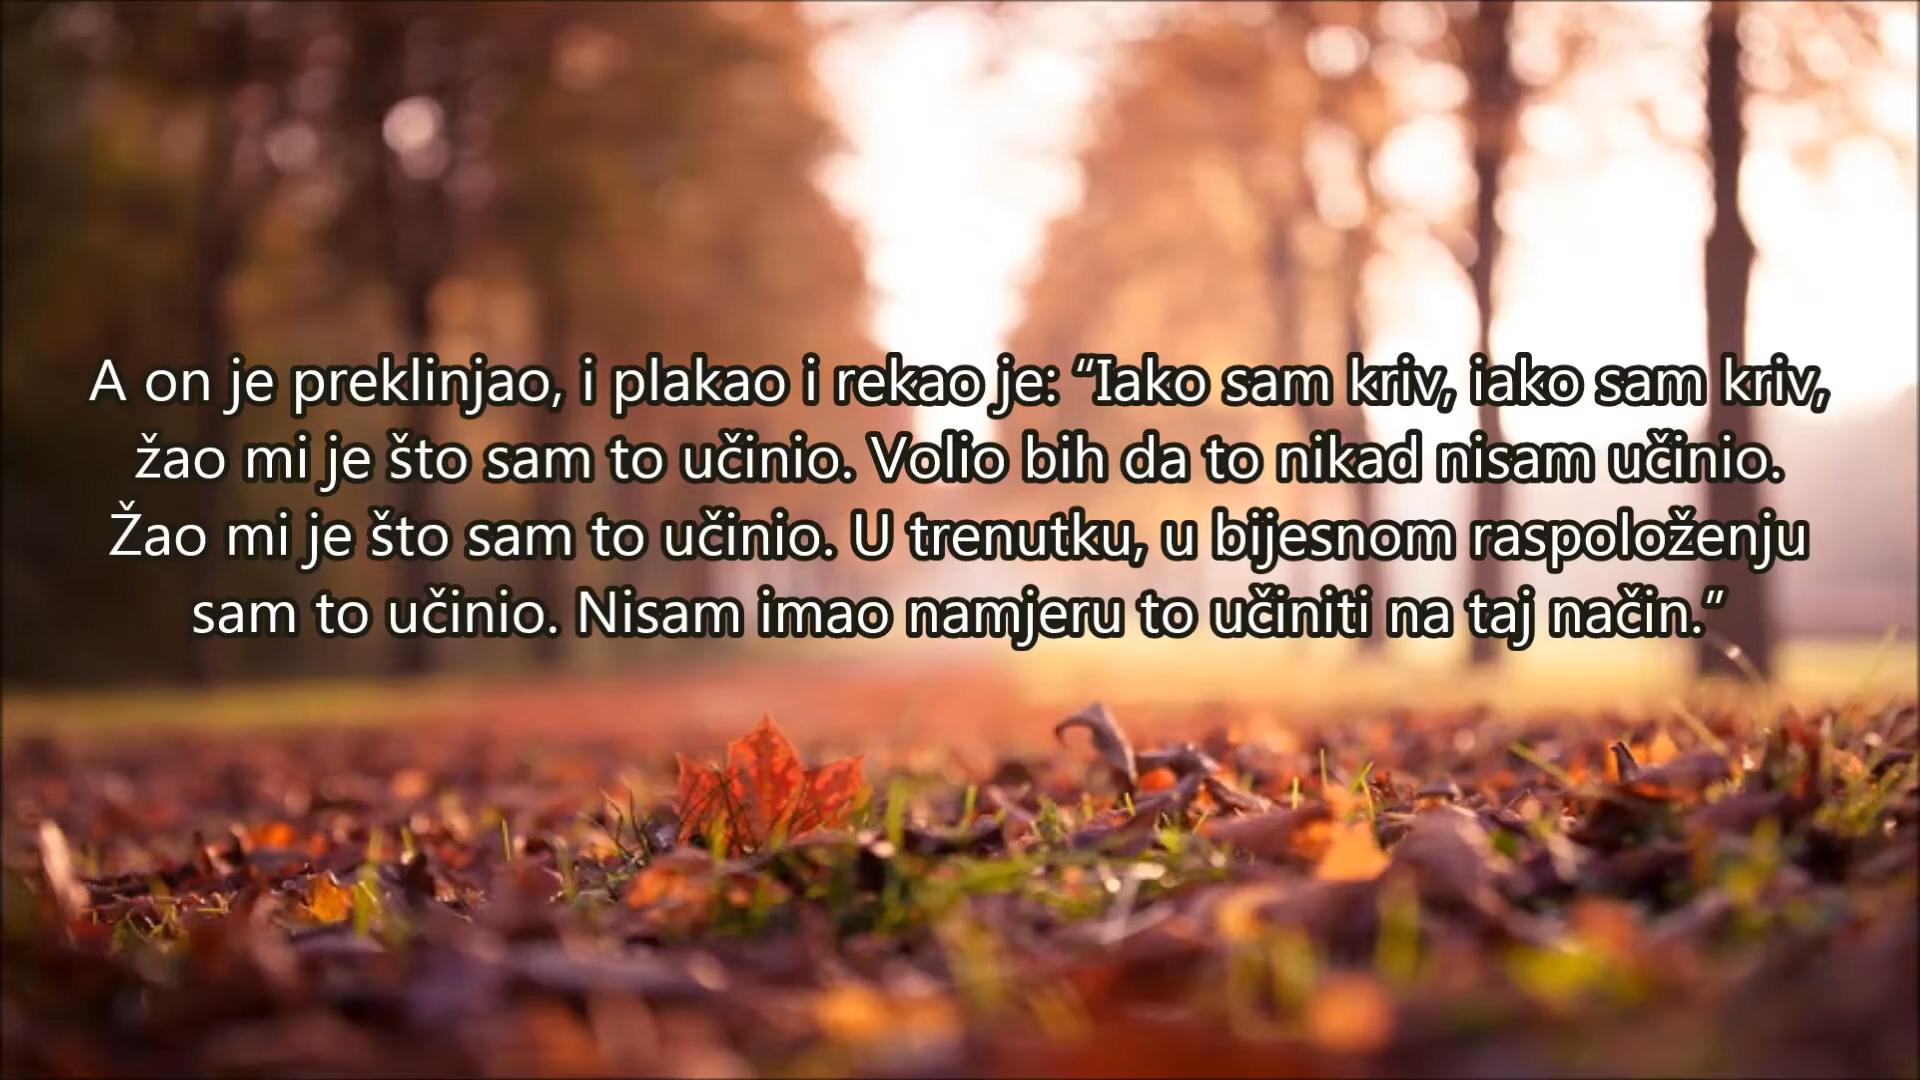 A on je preklinjao, i plakao i rekao je: “Iako sam kriv, iako sam kriv,
žao mi je što sam to učinio. Volio bih da to nikad nisam učinio.
Žao mi je što sam to učinio. U trenutku, u bijesnom raspoloženju
sam to učinio. Nisam imao namjeru to učiniti na taj način.”